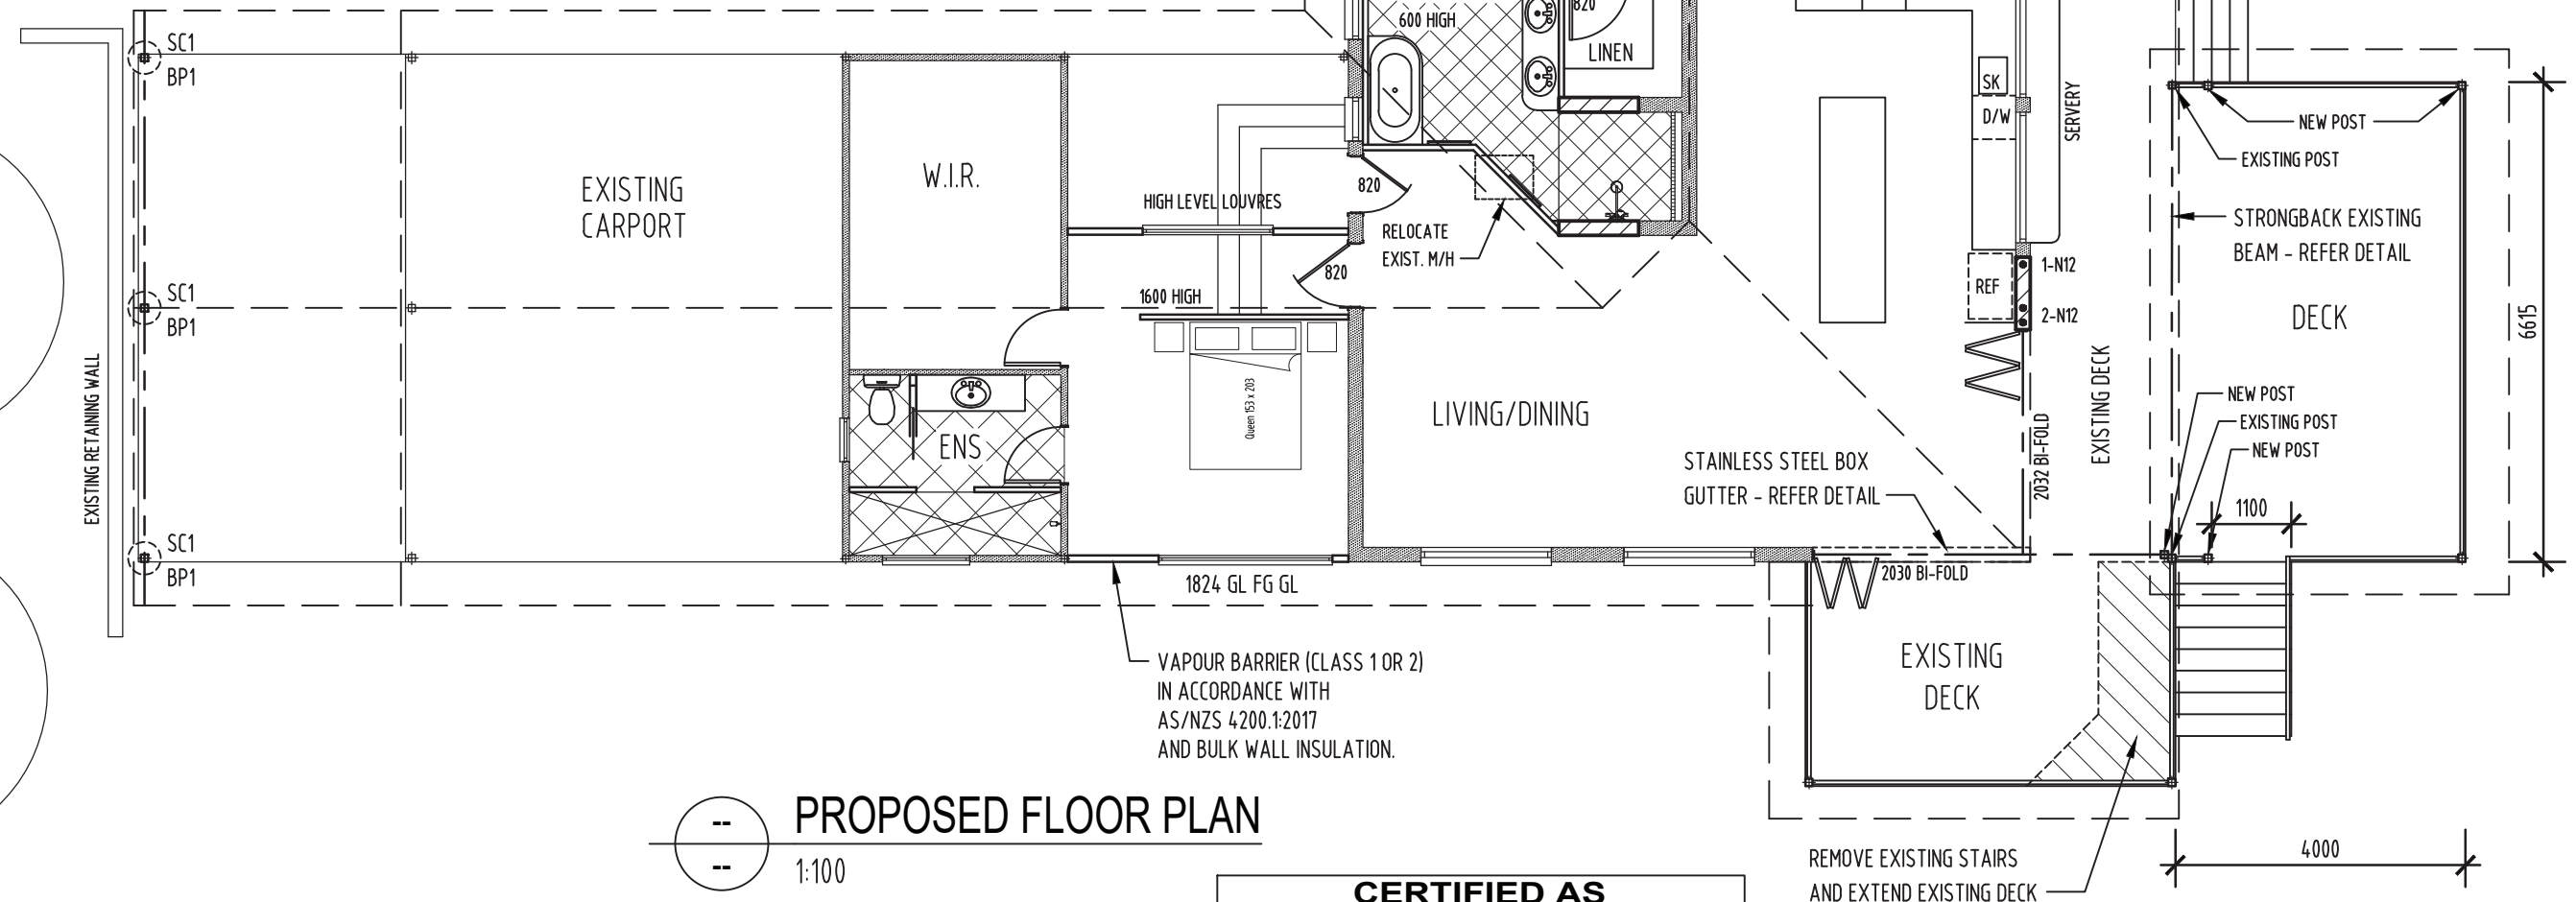 SC1
BP1
SC1
BP1
SC1
BP1
EXISTING RETAINING WALL
EXISTING
CARPORT
W.I.R.
ENS
HIGH LEVEL LOUVRES
1600 HIGH
Queen 153 x 203
820
820
600 HIGH
820
LINEN
RELOCATE
EXIST. M/H
LIVING/DINING
SK
D/W
REF
SERVERY
1-N12
2-N12
2032 BI-FOLD
EXISTING DECK
STAINLESS STEEL BOX
GUTTER - REFER DETAIL
2030 BI-FOLD
NEW POST
EXISTING POST
STRONGBACK EXISTING
BEAM - REFER DETAIL
DECK
6615
NEW POST
EXISTING POST
NEW POST
1100
1824 GL FG GL
VAPOUR BARRIER (CLASS 1 OR 2)
IN ACCORDANCE WITH
AS/NZS 4200.1:2017
AND BULK WALL INSULATION.
EXISTING
DECK
4000
REMOVE EXISTING STAIRS
AND EXTEND EXISTING DECK
--
--
PROPOSED FLOOR PLAN
1:100
CERTIFIED AS